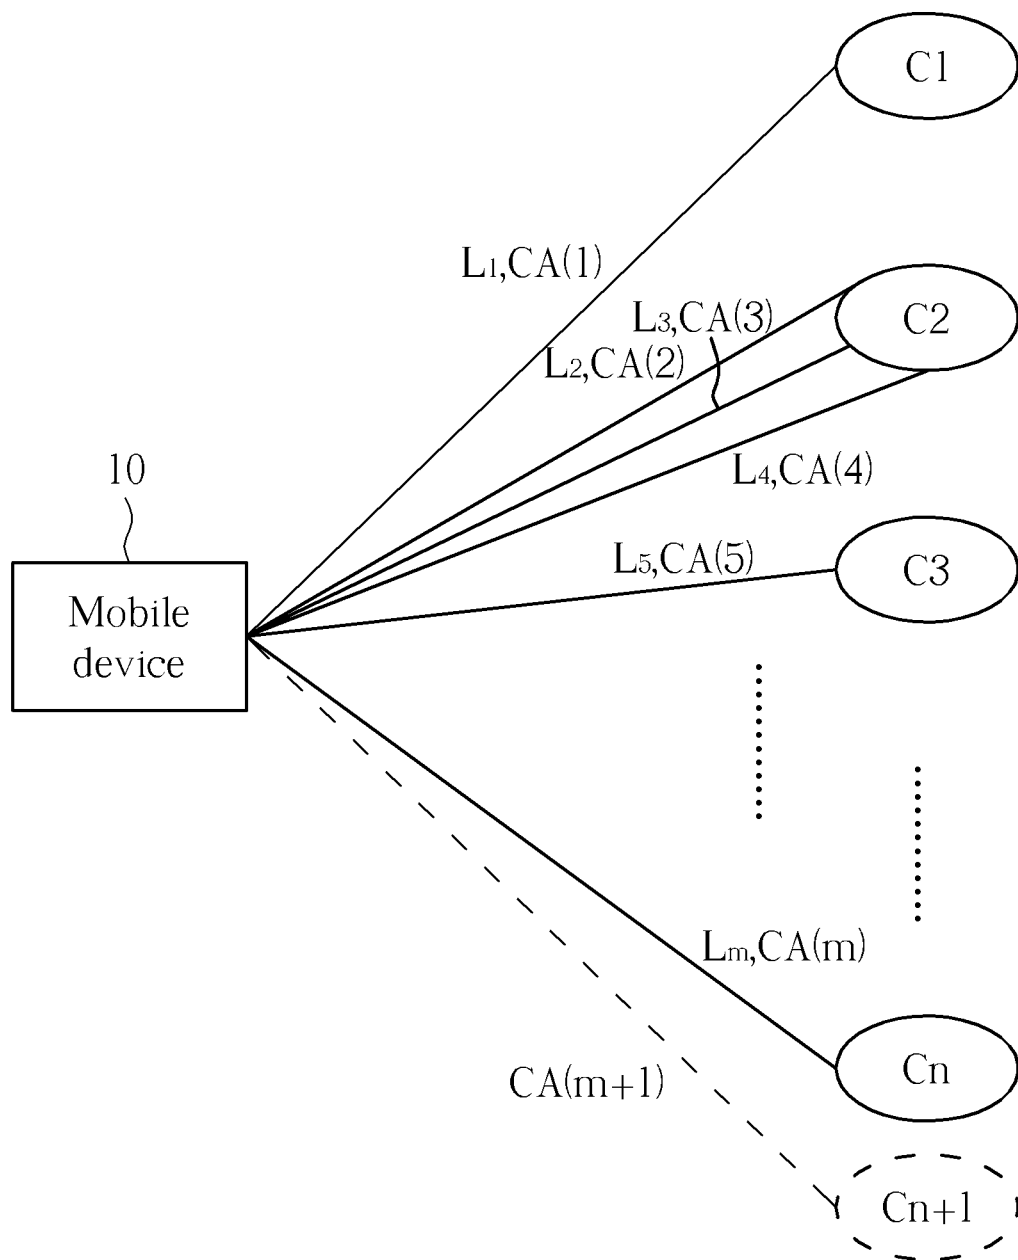 C1
L1,CA(1)
L3,CA(3)
C2
L2,CA(2)
L4,CA(4)
10
L5,CA(5)
C3
Mobile
device
Lm,CA(m)
Cn
CA(m+1)
Cn+1